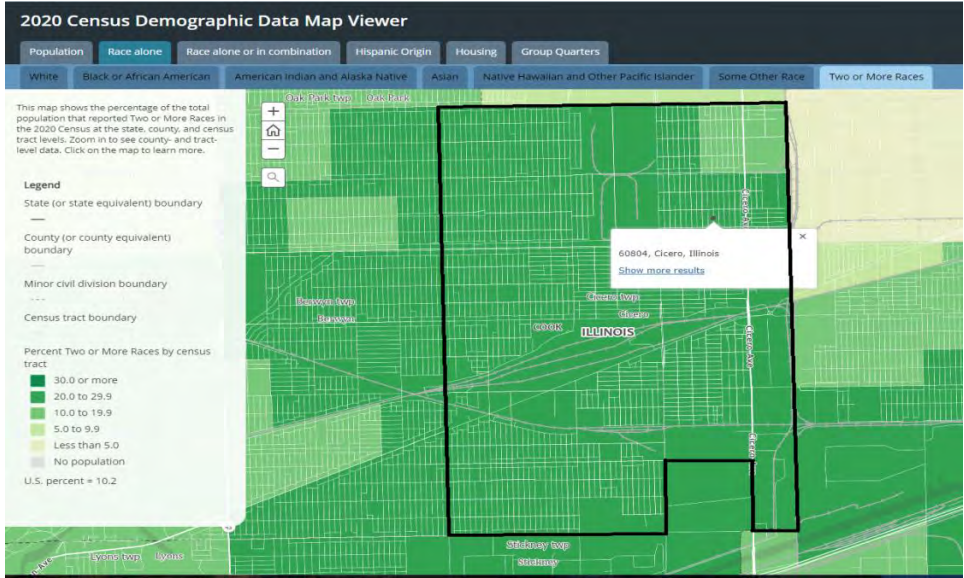 2020 Census Demographic Data Map Viewer
Population Race alone Race alone or in combination Hispanic Origin Housing Group Quarters
White Black or African American American Indian and Alaska Native Asian Native Hawaiian and Other Pacific Islander Some Other Race Two or More Races
This map shows the percentage of the total
population that reported Two or More Races in
the 2020 Census at the state, county, and census
tract levels. Zoom in to see county- and tract-
level data. Click on the map to learn more.
Legend
State (or state equivalent) boundary
County (or county equivalent)
boundary
Minor civil division boundary
Census tract boundary
Percent Two or More Races by census
tract
30.0 or more
20.0 to 29.9
10.0 to 19.9
5.0 to 9.9
Less than 5.0
No population
U.S. percent = 10.2
Oak Park twp Oak Park
Cicero Ave
60804, Cicero, Illinois
Show more results
Berwyn twp
Berwyn
Cicero twp
Cicero
COOK ILLINOIS
Cicero Ave
Cicero
Stickney twp
Stickney
Lyons twp Lyons